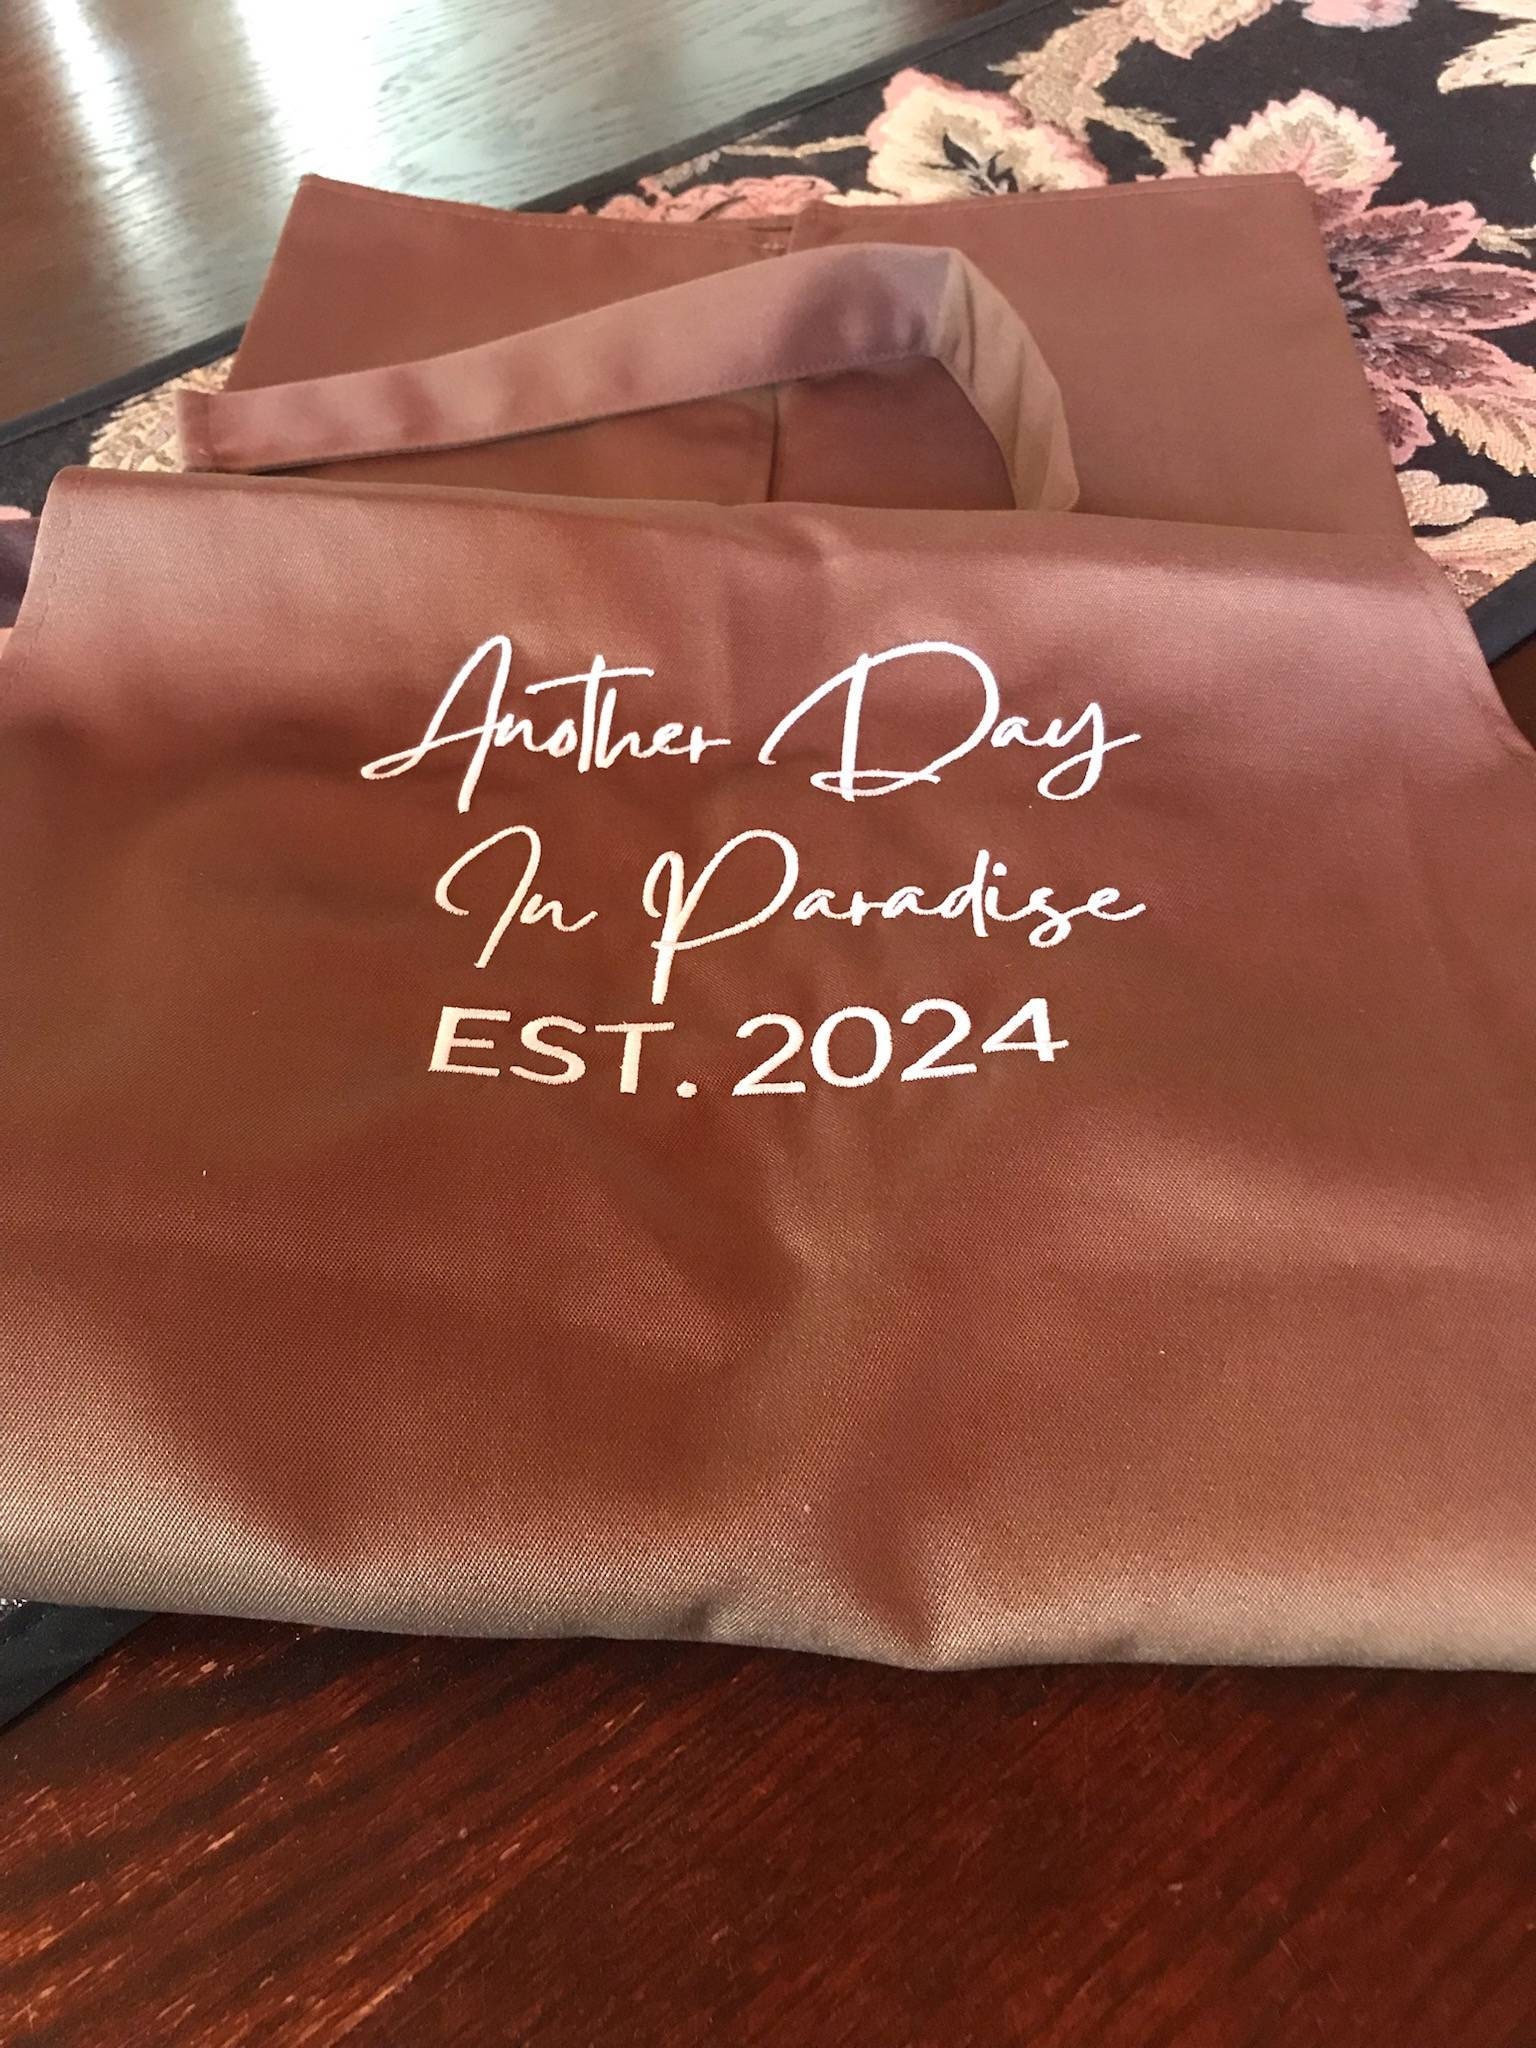 Another Day
In Paradise
EST. 2024